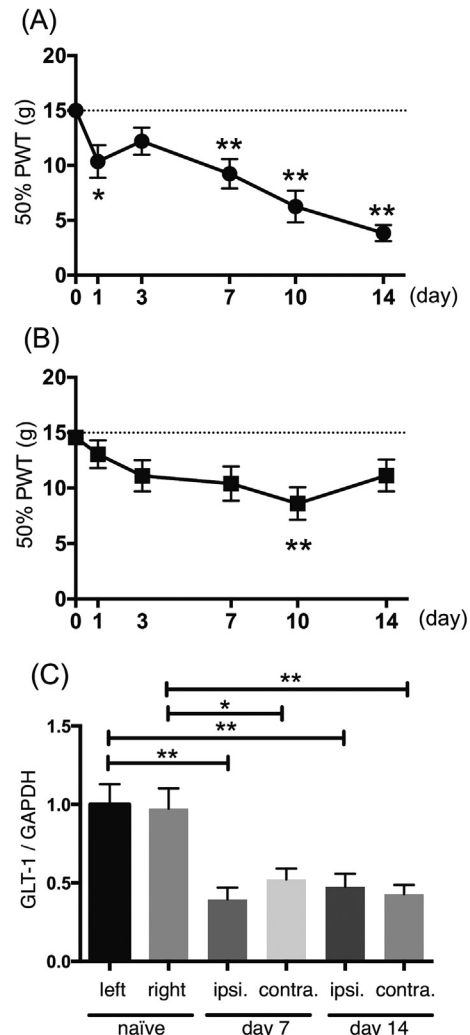 (A)
20
15
10
5
0
50% PWT (g)
*
**
**
**
0 1 3 7 10 14 (day)
(B)
20
15
10
5
0
50% PWT (g)
**
0 1 3 7 10 14 (day)
(C)
**
*
**
**
1.5
1.0
0.5
0.0
GLT-1 / GAPDH
left right ipsi. contra. ipsi. contra.
naïve day 7 day 14